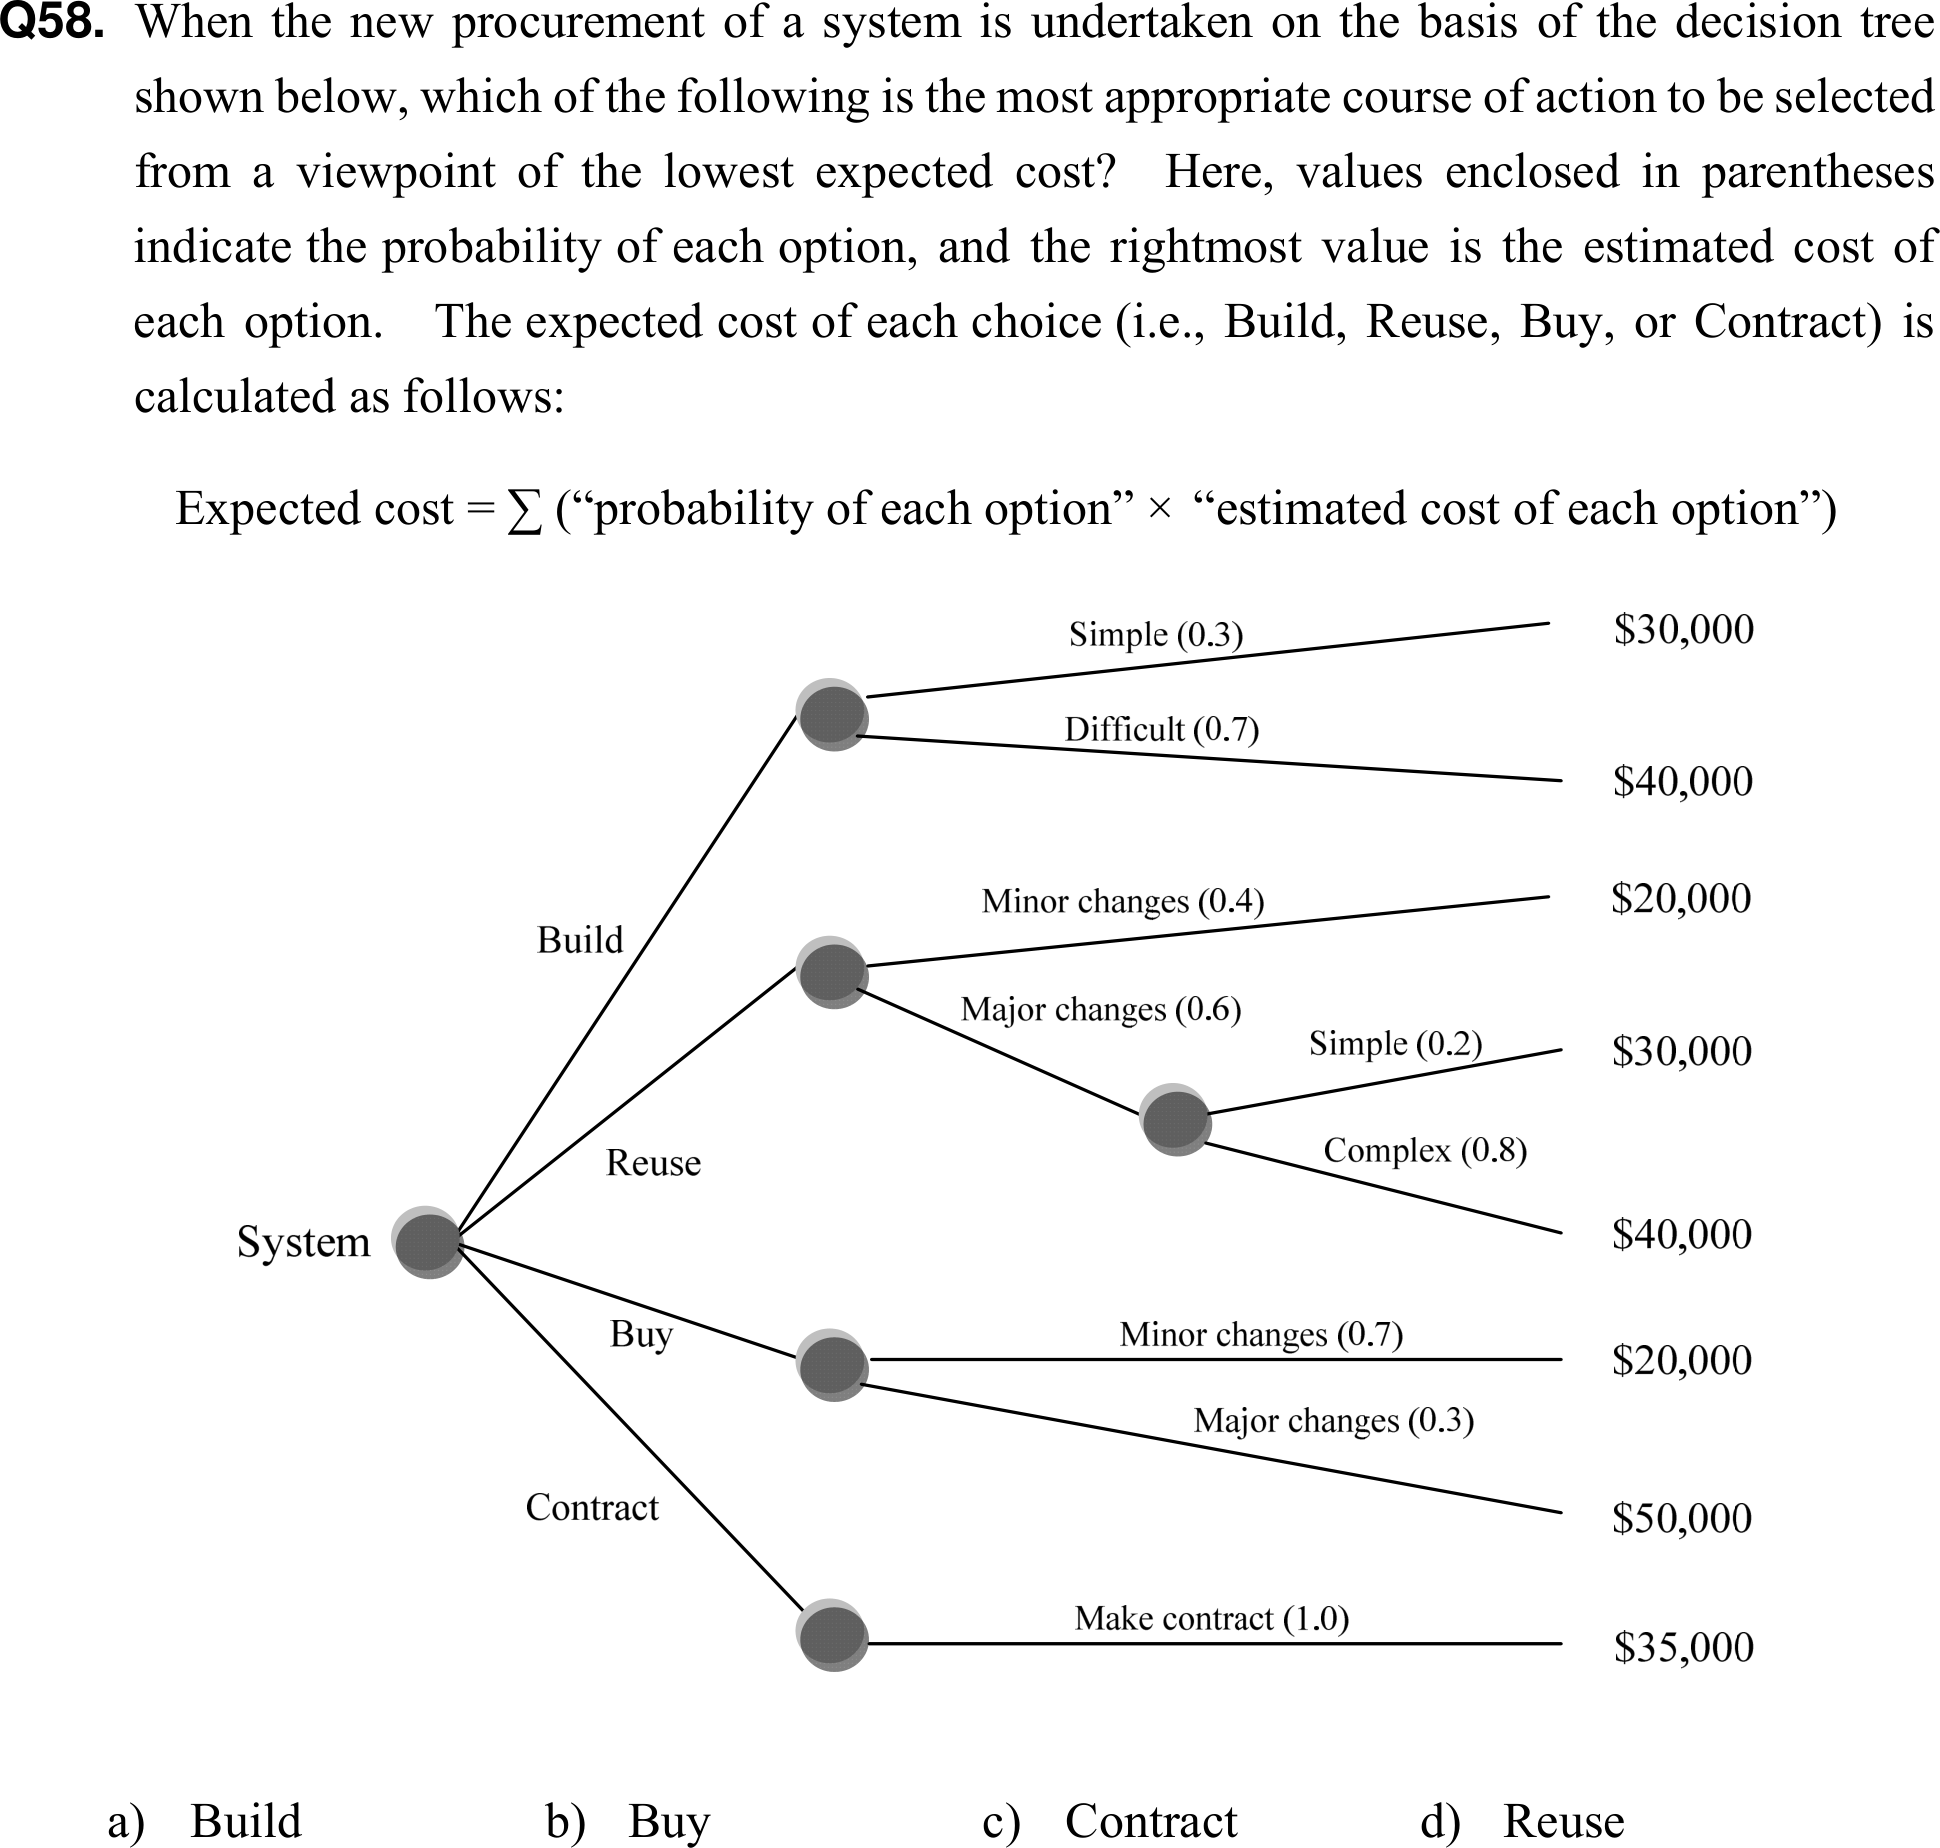 Q58. When the new procurement of a system is undertaken on the basis of the decision tree
shown below, which of the following is the most appropriate course of action to be selected
from a viewpoint of the lowest expected cost? Here, values enclosed in parentheses
indicate the probability of each option, and the rightmost value is the estimated cost of
each option. The expected cost of each choice (i.e., Build, Reuse, Buy, or Contract) is
calculated as follows:
Expected cost = ∑ (“probability of each option” × “estimated cost of each option”)
Simple (0.3) $30,000
Difficult (0.7) $40,000
Build
Minor changes (0.4) $20,000
Major changes (0.6)
Simple (0.2) $30,000
Reuse
Complex (0.8) $40,000
System
Buy
Minor changes (0.7) $20,000
Major changes (0.3) $50,000
Contract
Make contract (1.0) $35,000
a) Build b) Buy c) Contract d) Reuse